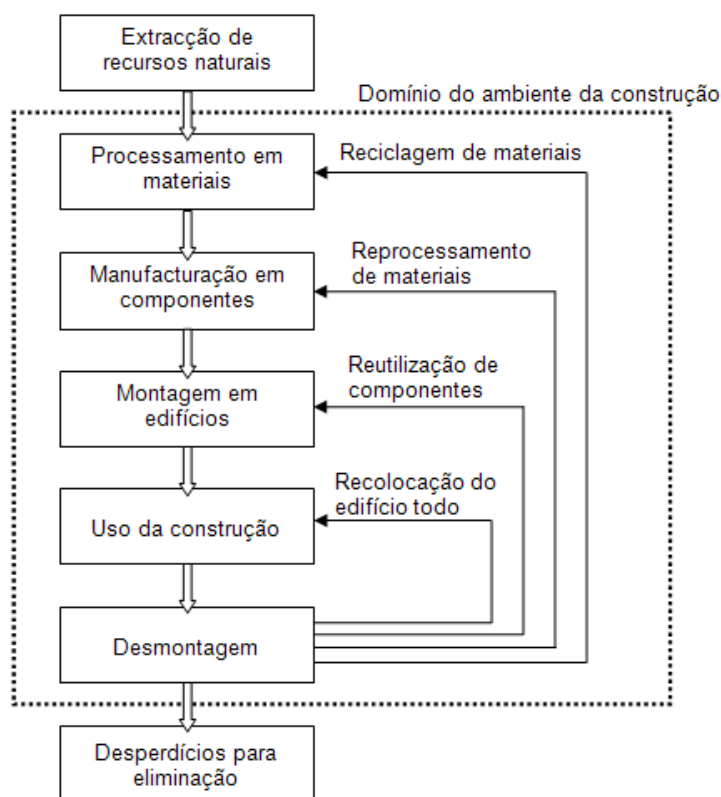 Extracção de
recursos naturais
Domínio do ambiente da construção
Processamento em
materiais
Reciclagem de materiais
Manufacturação em
componentes
Reprocessamento
de materiais
Montagem em
edifícios
Reutilização de
componentes
Uso da construção
Recolocação do
edifício todo
Desmontagem
Desperdícios para
eliminação